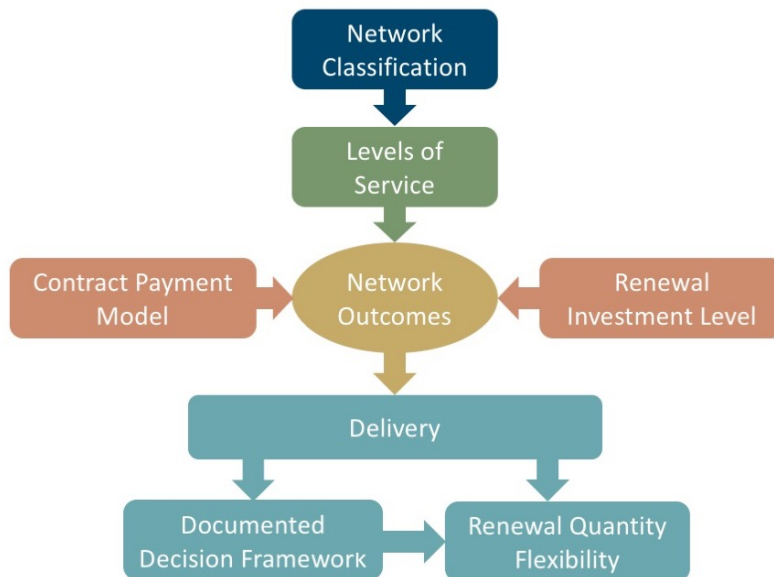 Network
Classification
Levels of
Service
Contract Payment
Model
Network
Outcomes
Renewal
Investment Level
Delivery
Documented
Decision Framework
Renewal Quantity
Flexibility